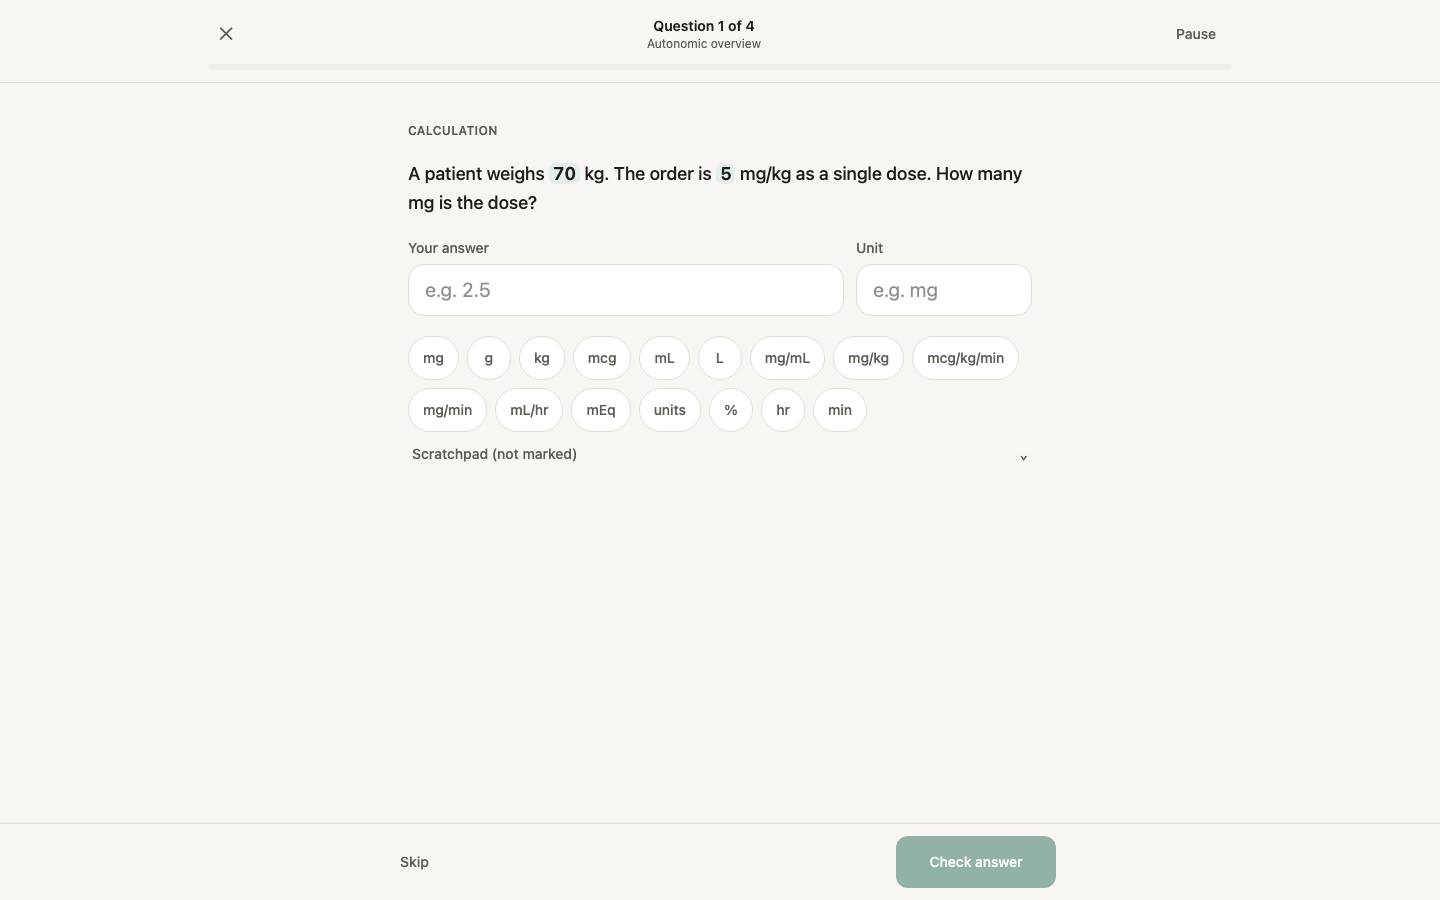 Question 1 of 4
Autonomic overview
Pause
CALCULATION
A patient weighs 70 kg. The order is 5 mg/kg as a single dose. How many
mg is the dose?
Your answer
Unit
e.g. 2.5
e.g. mg
mg g kg mcg mL L mg/mL mg/kg mcg/kg/min
mg/min mL/hr mEq units % hr min
Scratchpad (not marked)
Skip
Check answer